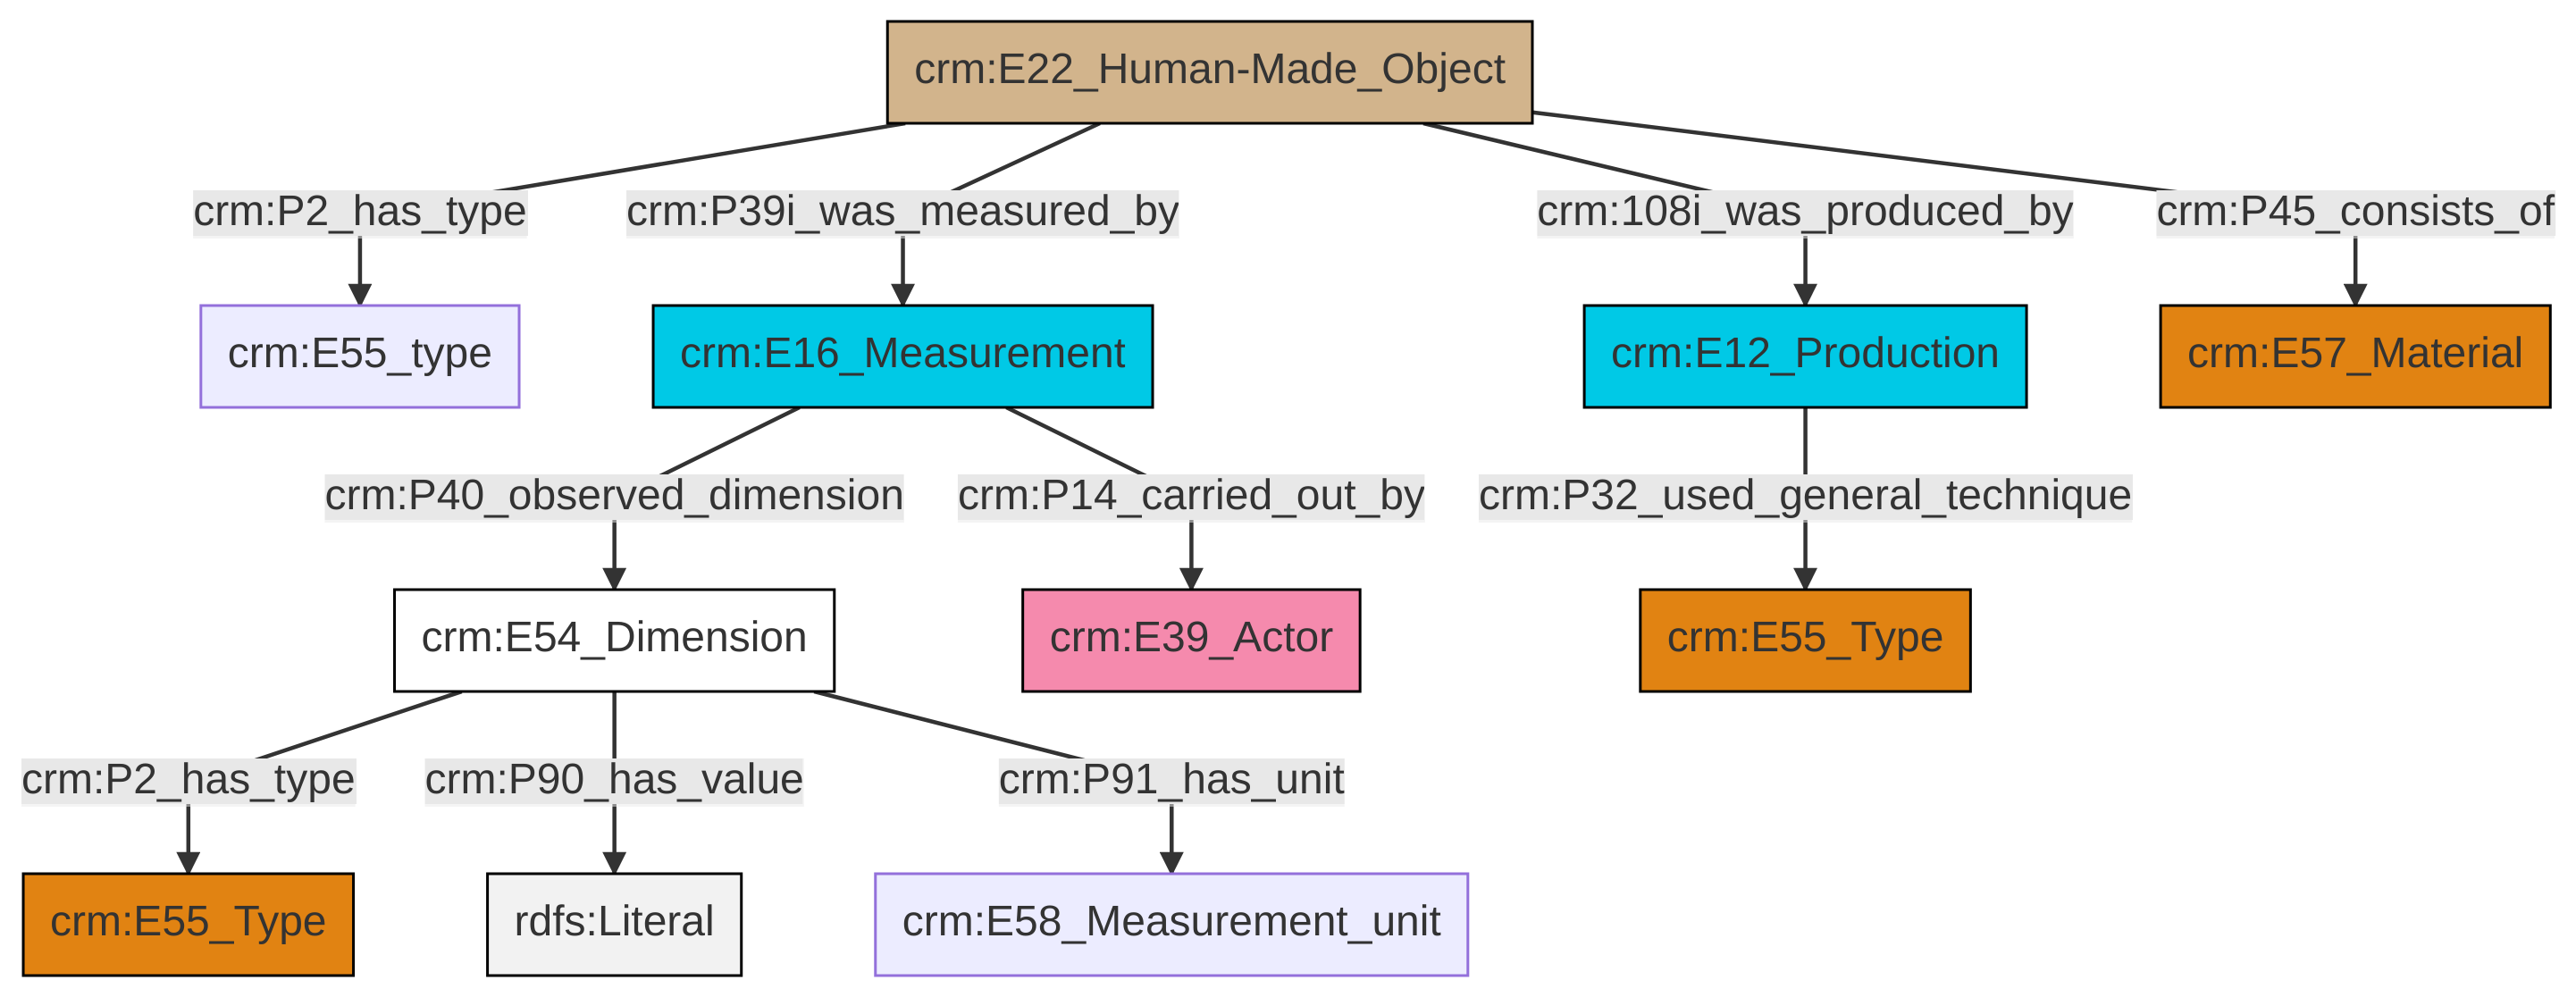 crm:E22_Human-Made_Object
crm:P2_has_type
crm:P39i_was_measured_by
crm:108i_was_produced_by
crm:P45_consists_of
crm:E55_type
crm:E16_Measurement
crm:E12_Production
crm:E57_Material
crm:P40_observed_dimension
crm:P14_carried_out_by
crm:P32_used_general_technique
crm:E54_Dimension
crm:E39_Actor
crm:E55_Type
crm:P2_has_type
crm:P90_has_value
crm:P91_has_unit
crm:E55_Type
rdfs:Literal
crm:E58_Measurement_unit